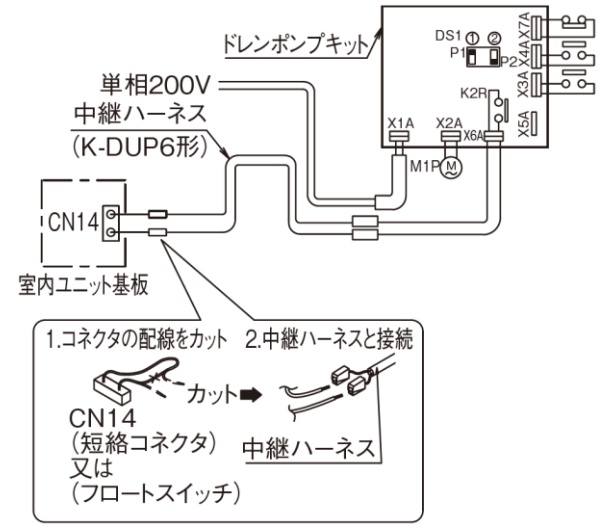 ドレンポンプキット
DS1 ① ②
P1
P2
X7A
X4A
X3A
K2R
X5A
X1A
X2A
X6A
M1P
M
単相200V
中継ハーネス
(K-DUP6形)
CN14
室内ユニット基板
1.コネクタの配線をカット
2.中継ハーネスと接続
カット
CN14
(短絡コネクタ)
又は
(フロートスイッチ)
中継ハーネス